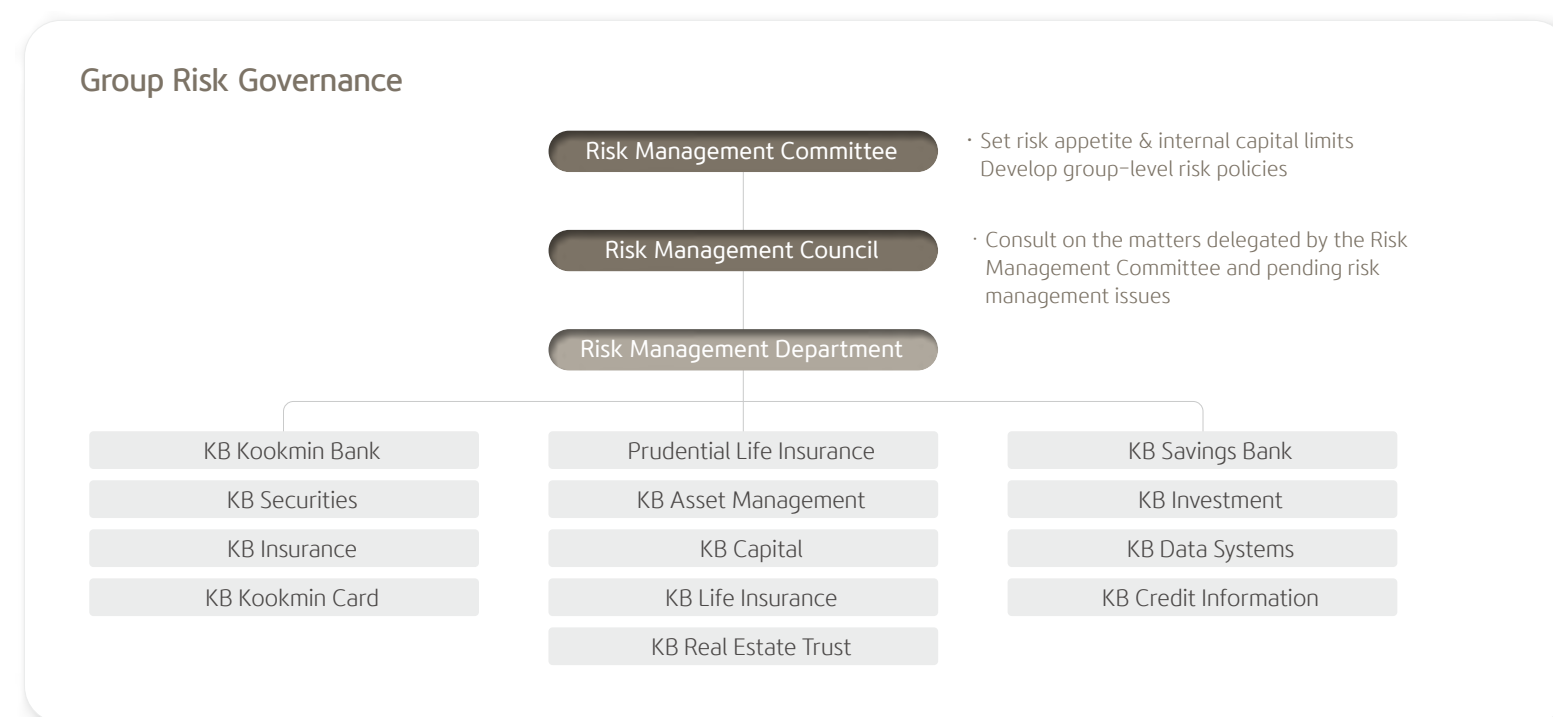 Group Risk Governance
Risk Management Committee
· Set risk appetite & internal capital limits
Develop group-level risk policies
Risk Management Council
· Consult on the matters delegated by the Risk
Management Committee and pending risk
management issues
Risk Management Department
KB Kookmin Bank
KB Securities
KB Insurance
KB Kookmin Card
Prudential Life Insurance
KB Asset Management
KB Capital
KB Life Insurance
KB Real Estate Trust
KB Savings Bank
KB Investment
KB Data Systems
KB Credit Information